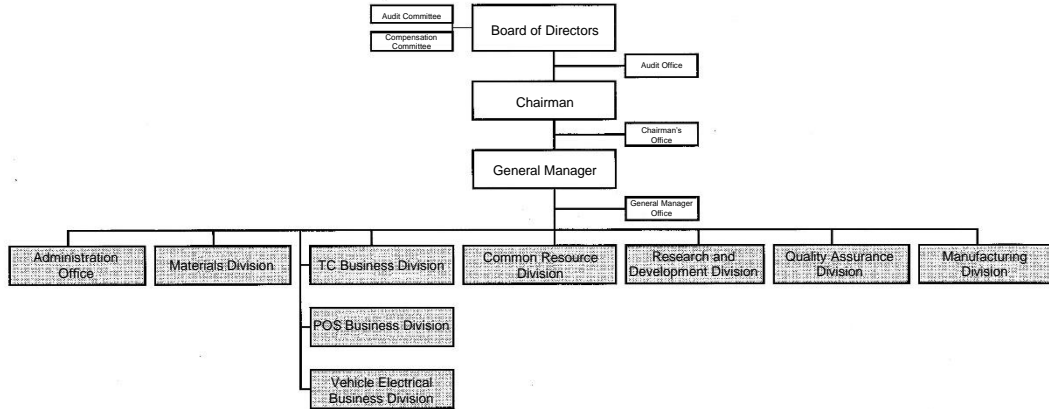 Audit Committee
Compensation
Committee
Board of Directors
Audit Office
Chairman
Chairman's
Office
General Manager
General Manager
Office
Administration
Office
Materials Division
TC Business Division
Common Resource
Division
Research and
Development Division
Quality Assurance
Division
Manufacturing
Division
POS Business Division
Vehicle Electrical
Business Division